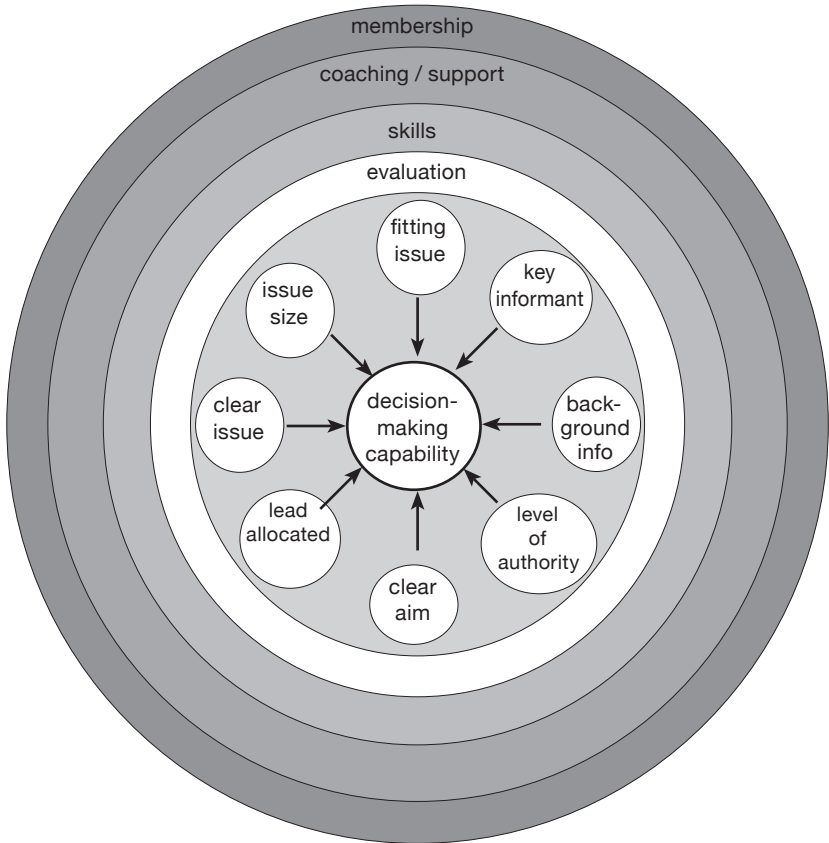 membership
coaching / support
skills
evaluation
fitting
issue
key
informant
issue
size
clear
issue
decision-
making
capability
back-
ground
info
lead
allocated
level
of
authority
clear
aim